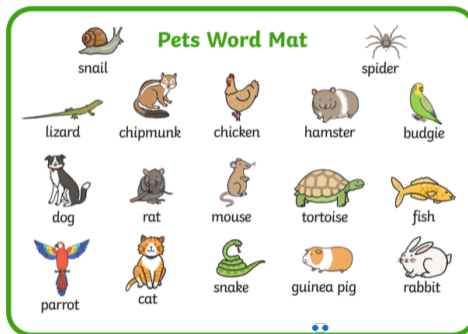 Pets Word Mat
snail
spider
lizard
chipmunk
chicken
hamster
budgie
dog
rat
mouse
tortoise
fish
parrot
cat
snake
guinea pig
rabbit